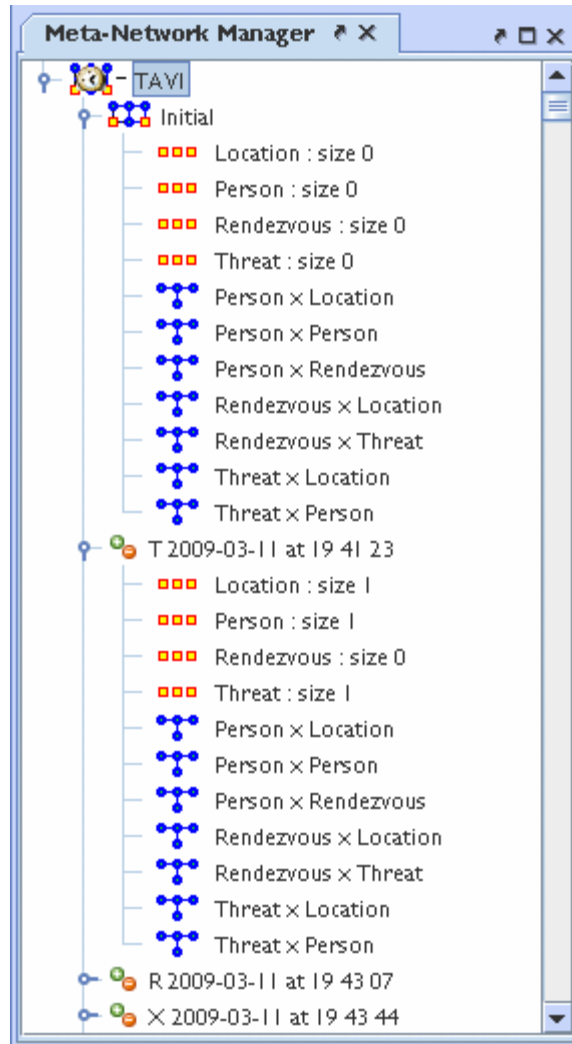 Meta-Network Manager
TAVI
Initial
Location : size 0
Person : size 0
Rendezvous : size 0
Threat : size 0
Person × Location
Person × Person
Person × Rendezvous
Rendezvous × Location
Rendezvous × Threat
Threat × Location
Threat × Person
T 2009-03-11 at 19 41 23
Location : size 1
Person : size 1
Rendezvous : size 0
Threat : size 1
Person × Location
Person × Person
Person × Rendezvous
Rendezvous × Location
Rendezvous × Threat
Threat × Location
Threat × Person
R 2009-03-11 at 19 43 07
X 2009-03-11 at 19 43 44